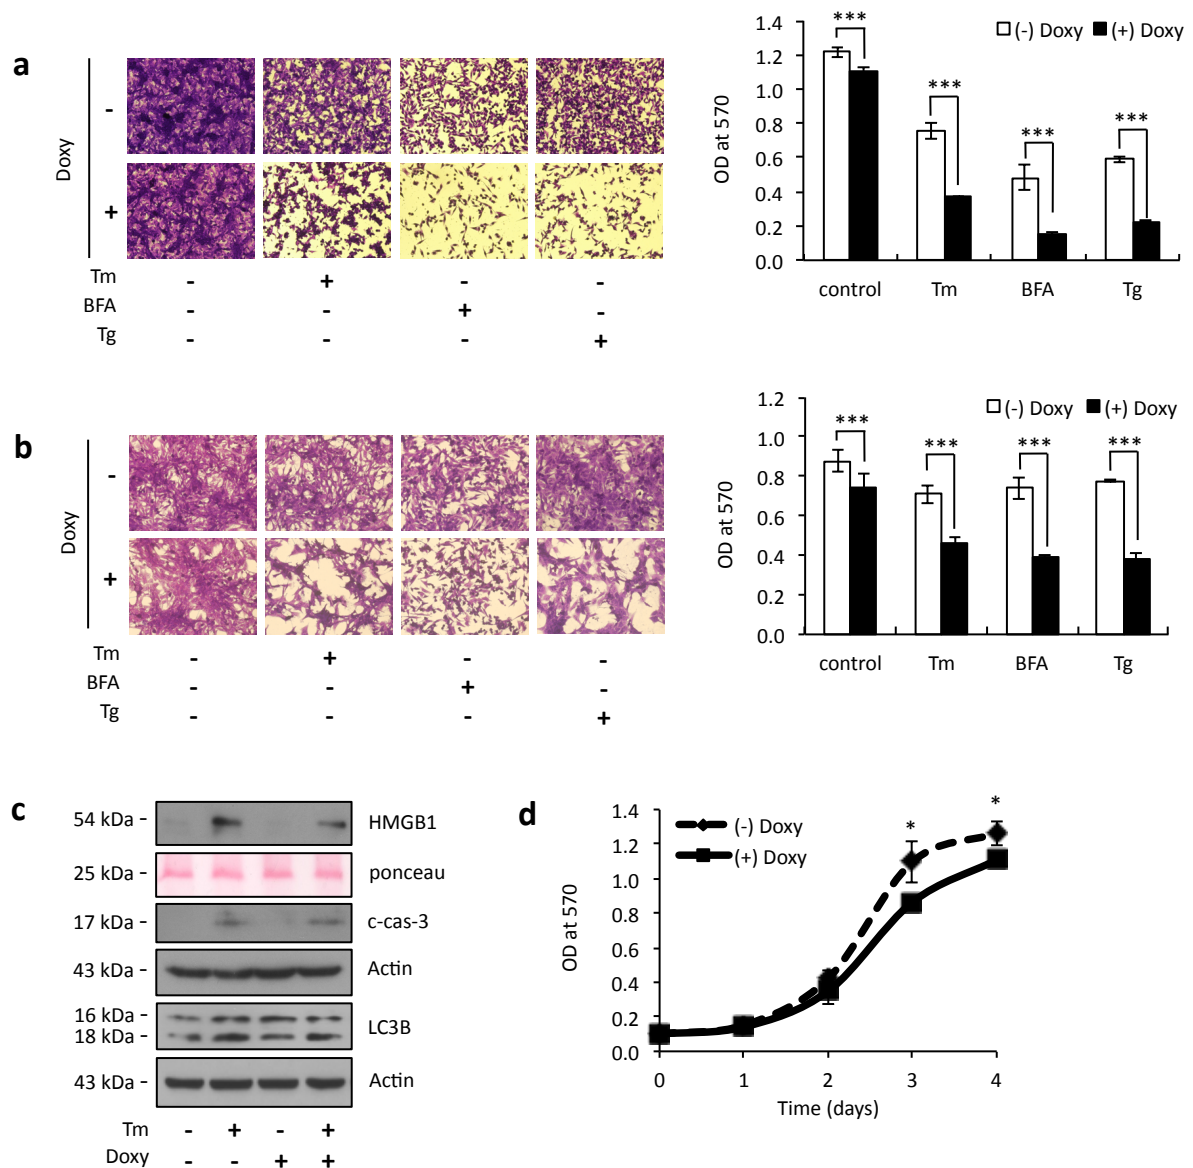 a
Doxy
-
+
Tm - + - -
BFA - - + -
Tg - - - +
OD at 570
1.4
1.2
1.0
0.8
0.6
0.4
0.2
0.0
(-) Doxy (+) Doxy
*** *** *** ***
control Tm BFA Tg
b
Doxy
-
+
Tm - + - -
BFA - - + -
Tg - - - +
OD at 570
1.2
1.0
0.8
0.6
0.4
0.2
0.0
(-) Doxy (+) Doxy
*** *** *** ***
control Tm BFA Tg
c
54 kDa - HMGB1
25 kDa - ponceau
17 kDa - c-cas-3
43 kDa - Actin
16 kDa - LC3B
18 kDa -
43 kDa - Actin
Tm - + - +
Doxy - - + +
d
OD at 570
1.4
1.2
1.0
0.8
0.6
0.4
0.2
0.0
(-) Doxy
(+) Doxy
* *
0 1 2 3 4
Time (days)